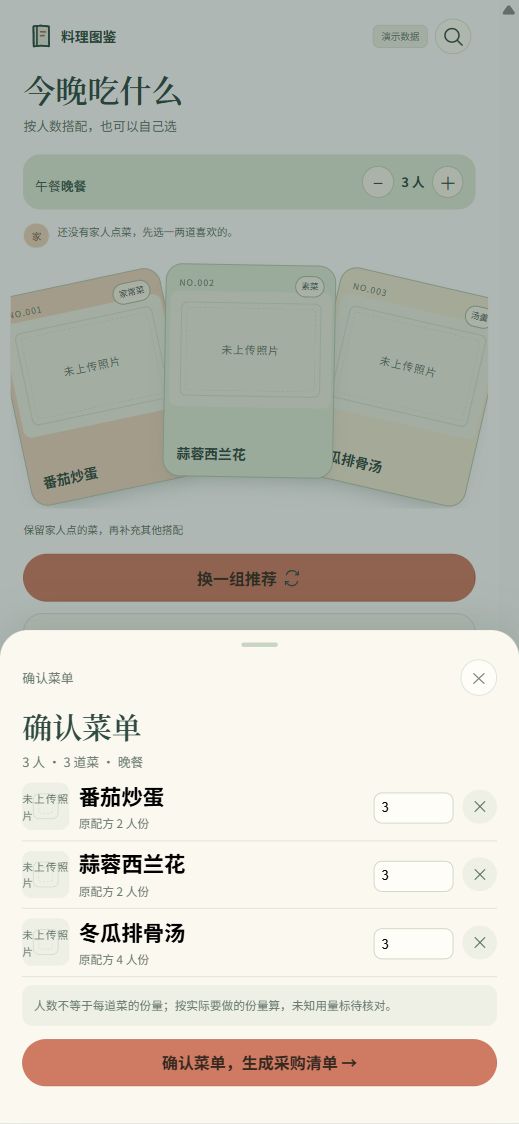 料理图鉴
演示数据
今晚吃什么
按人数搭配，也可以自己选
午餐晚餐
− 3 人 +
家
还没有家人点菜，先选一两道喜欢的。
NO.001
家常菜
未上传照片
番茄炒蛋
NO.002
素菜
未上传照片
蒜蓉西兰花
NO.003
汤羹
未上传照片
瓜排骨汤
保留家人点的菜，再补充其他搭配
换一组推荐
确认菜单
确认菜单
3 人 · 3 道菜 · 晚餐
未上传照
片
番茄炒蛋
原配方 2 人份
3
未上传照
片
蒜蓉西兰花
原配方 2 人份
3
未上传照
片
冬瓜排骨汤
原配方 4 人份
3
人数不等于每道菜的份量；按实际要做的份量算，未知用量标待核对。
确认菜单，生成采购清单 →